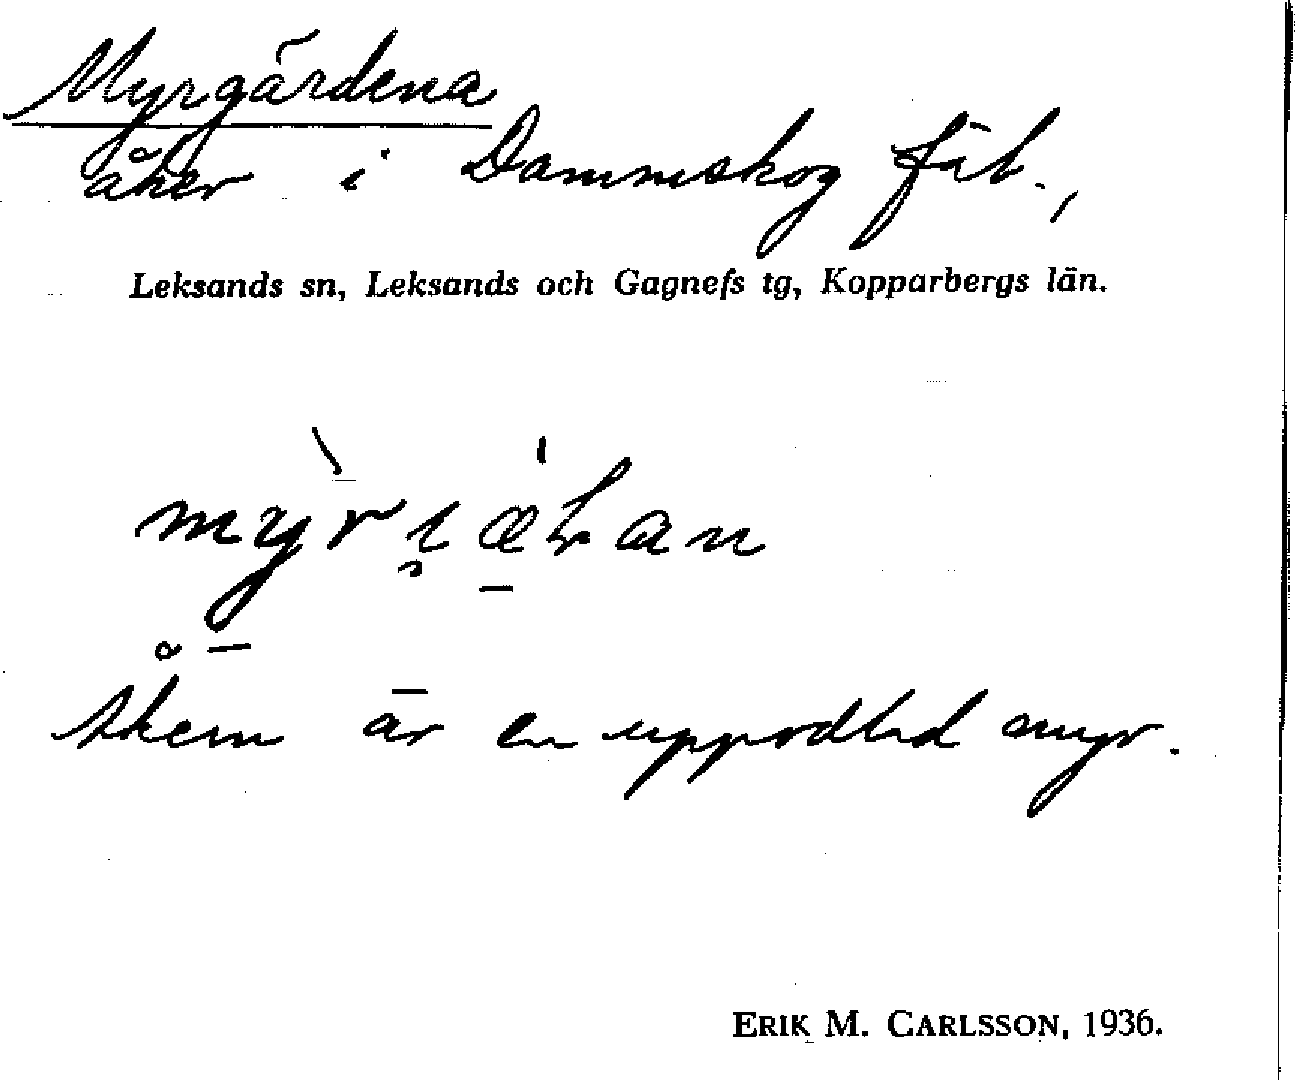 Myrgärdena
åker i Dammskog fäb.,
Leksands sn, Leksands och Gagnefs tg, Kopparbergs län.
Åkern är en uppodlad myr.
ERIK M. CARLSSON, 1936.